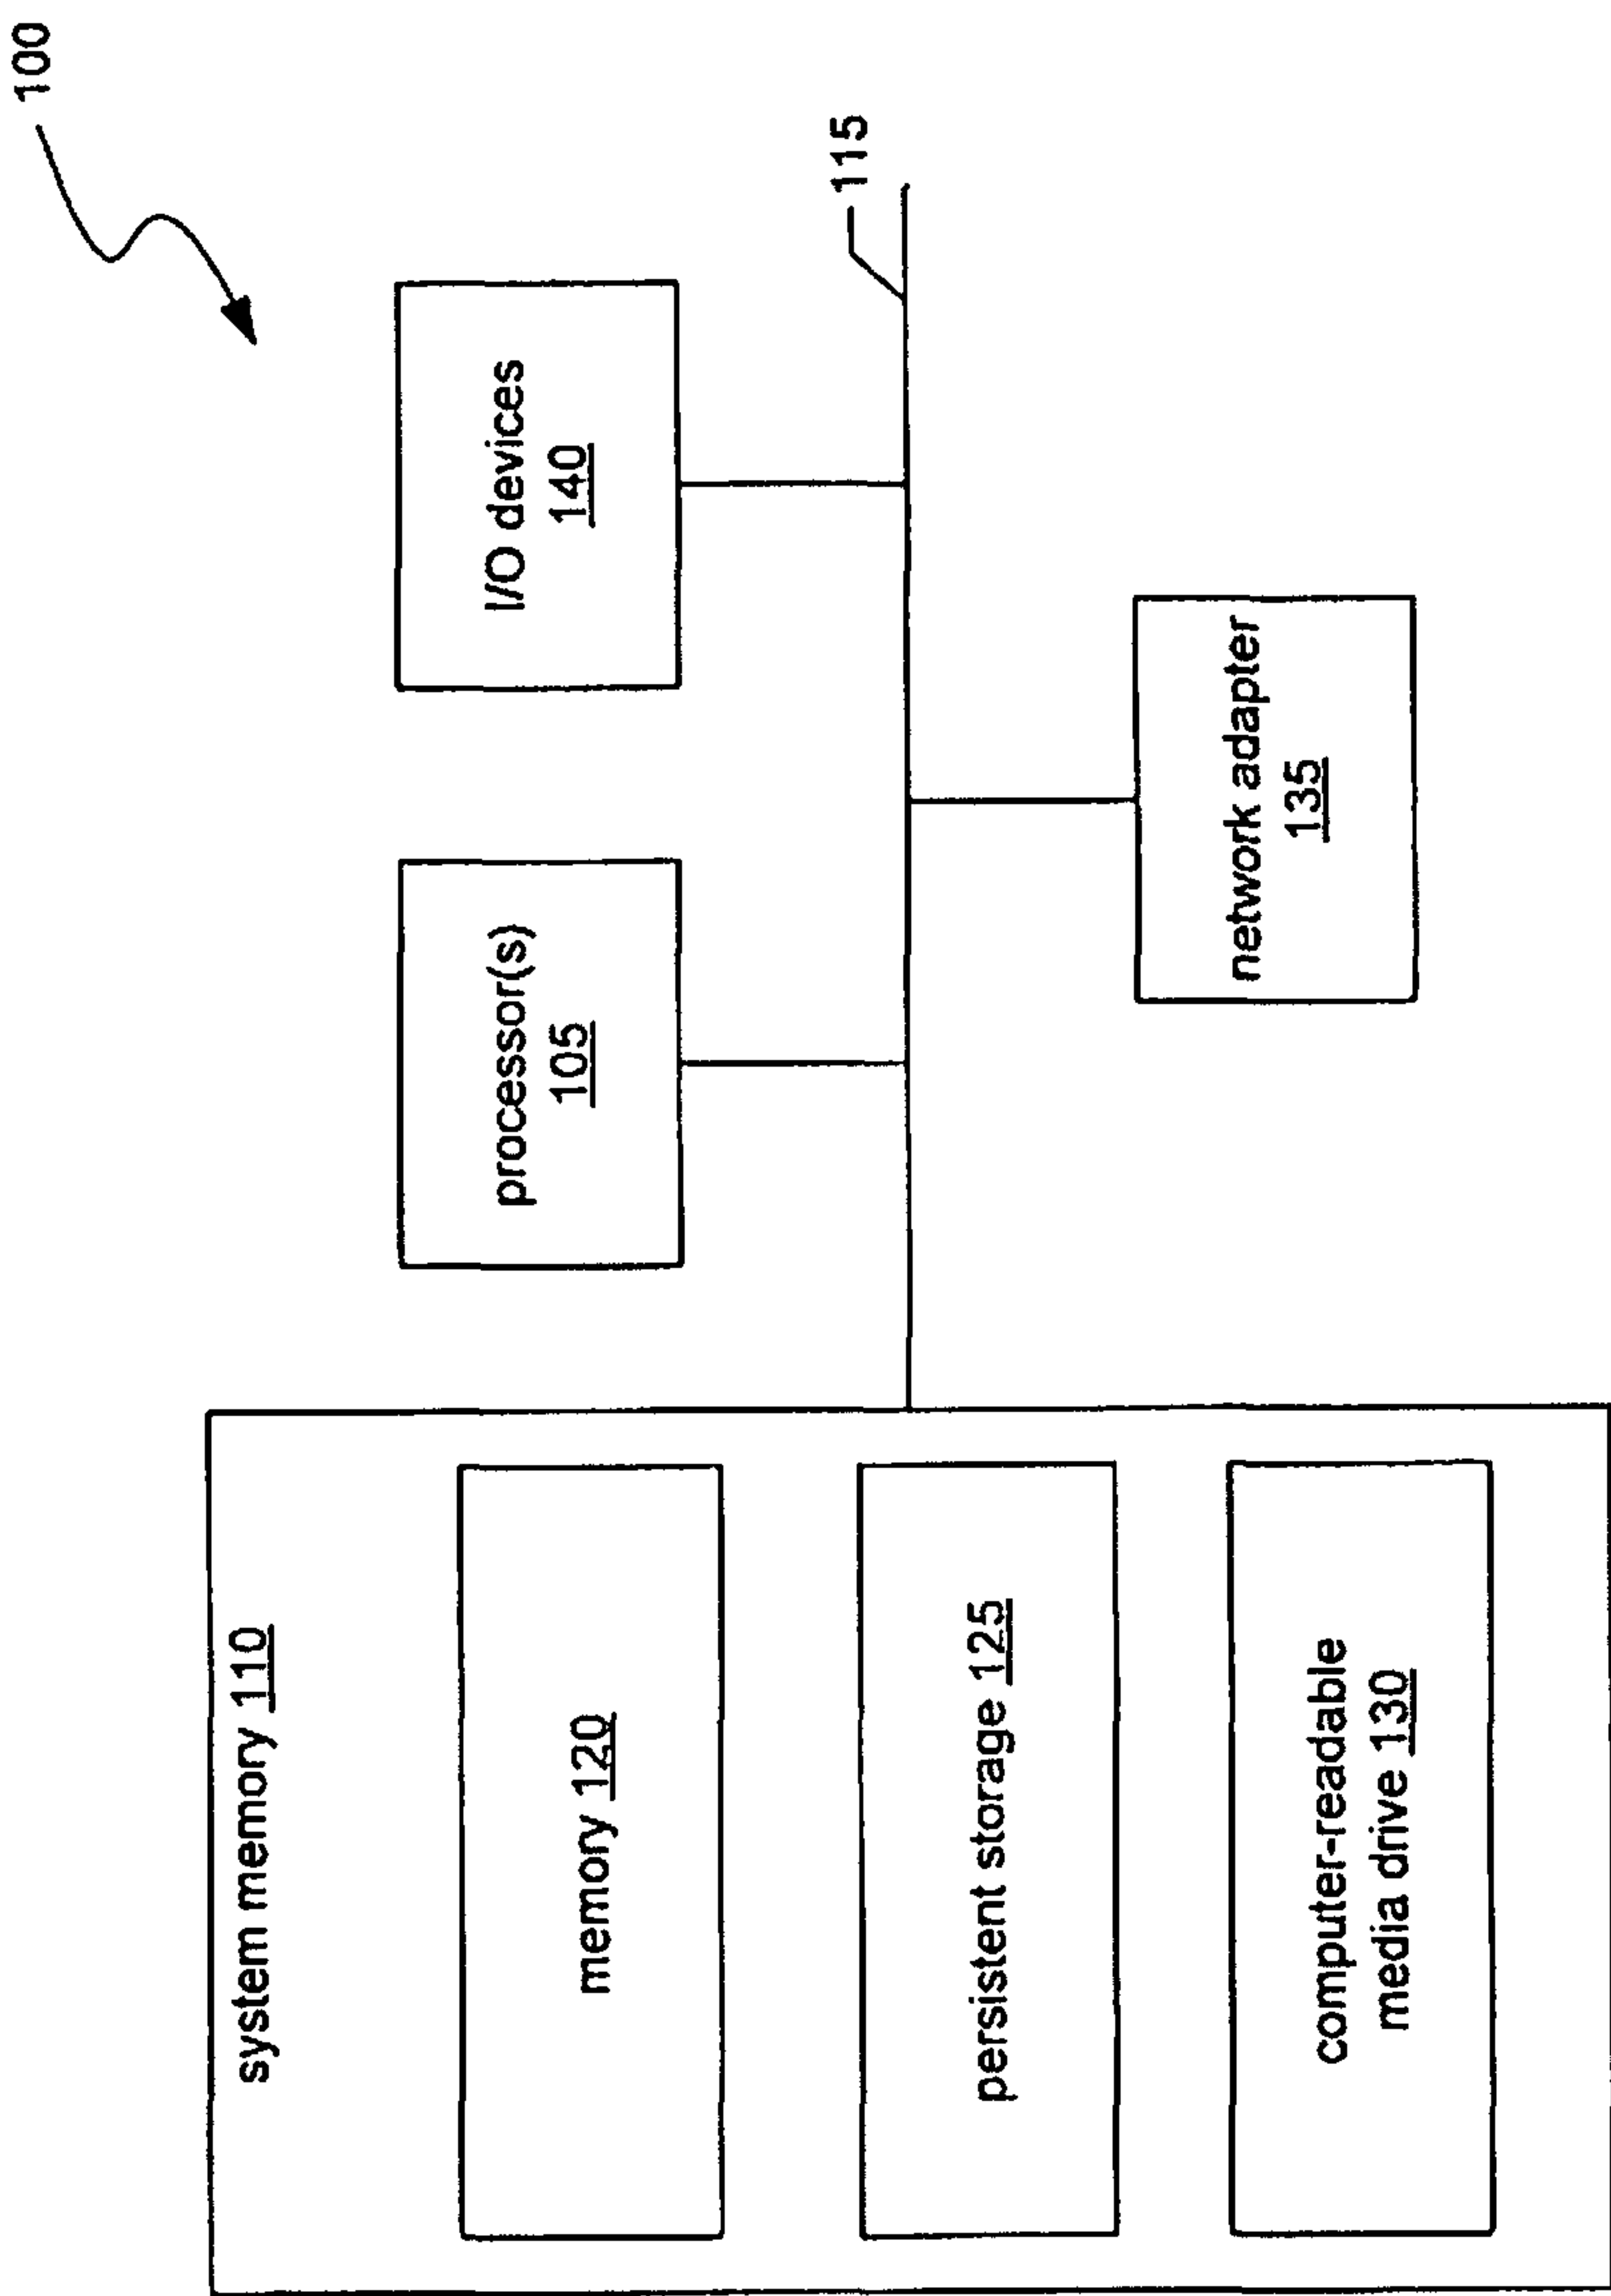 100
system memory 110
memory 120
persistent storage 125
computer-readable
media drive 130
processor(s)
105
I/O devices
140
115
network adapter
135